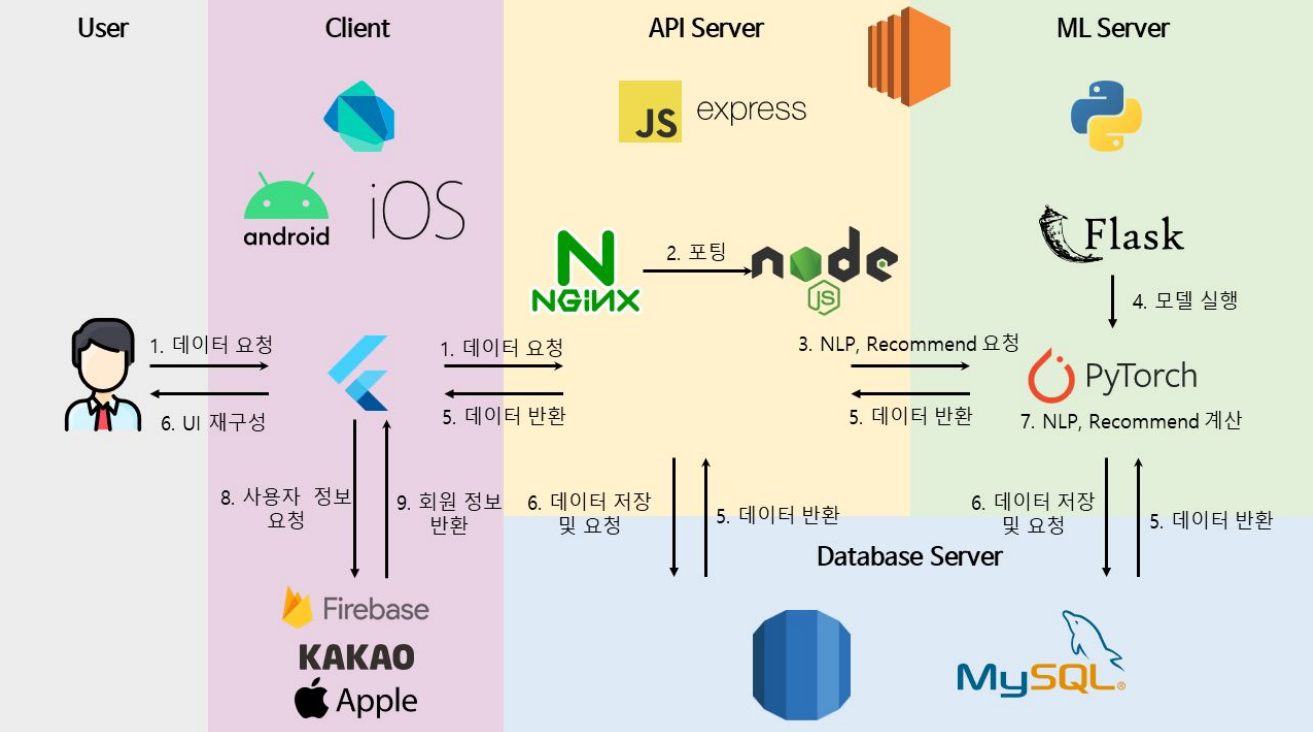 User
Client
API Server
ML Server
JS
express
android
iOS
NGiNX
2. 포팅
node
JS
Flask
4. 모델 실행
1. 데이터 요청
6. UI 재구성
1. 데이터 요청
5. 데이터 반환
3. NLP, Recommend 요청
5. 데이터 반환
PyTorch
7. NLP, Recommend 계산
8. 사용자 정보
요청
9. 회원 정보
반환
6. 데이터 저장
및 요청
5. 데이터 반환
6. 데이터 저장
및 요청
5. 데이터 반환
Database Server
Firebase
KAKAO
Apple
MySQL®